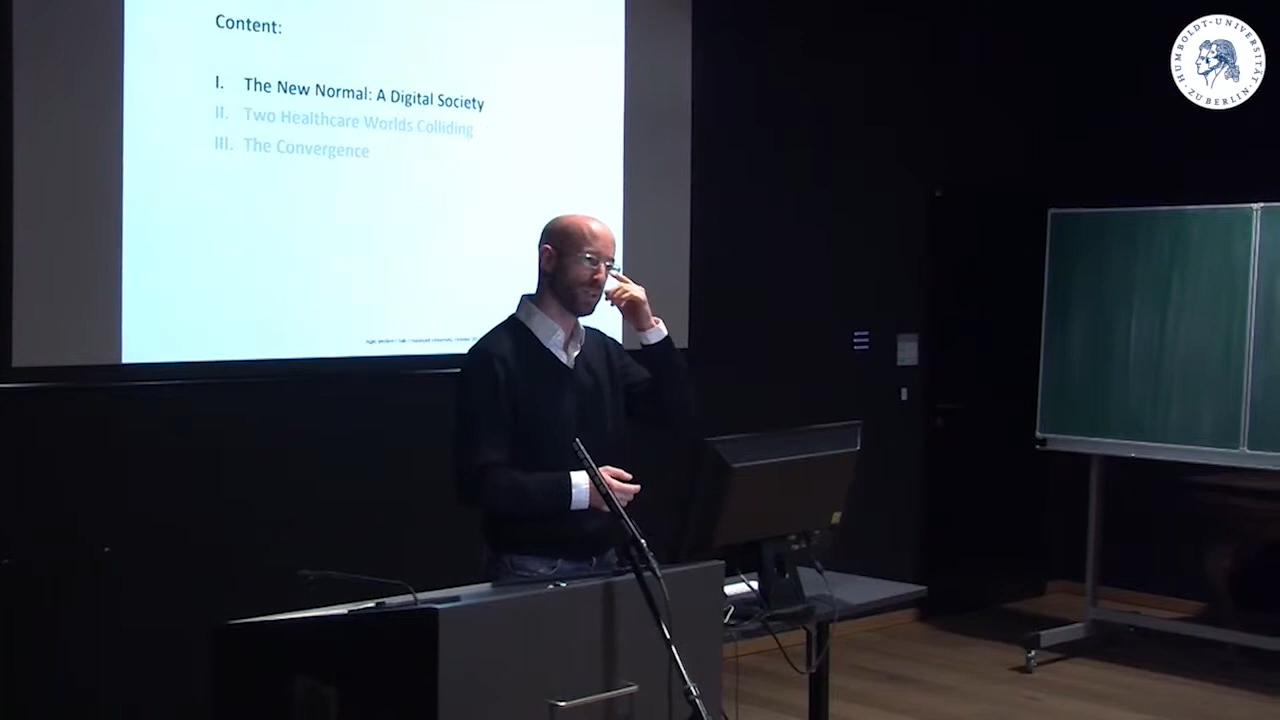 Content:
I. The New Normal: A Digital Society
II. Two Healthcare Worlds Colliding
III. The Convergence
HUMBOLDT-UNIVERSITÄT
ZU BERLIN